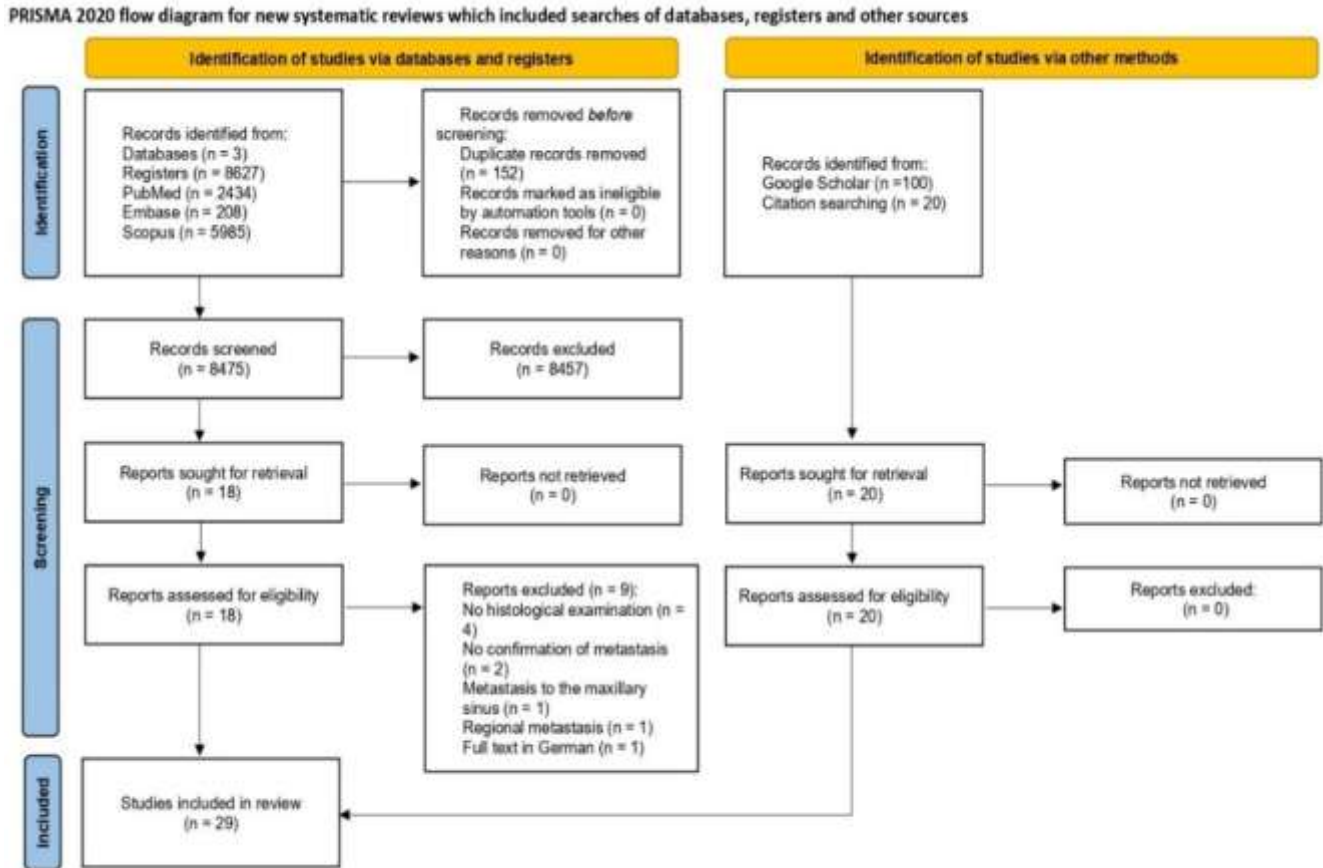 PRISMA 2020 flow diagram for new systematic reviews which included searches of databases, registers and other sources
Identification of studies via databases and registers
Identification of studies via other methods
Identification
Records identified from:
Databases (n = 3)
Registers (n = 8627)
PubMed (n = 2434)
Embase (n = 208)
Scopus (n = 5985)
Records removed before
screening:
Duplicate records removed
(n = 152)
Records marked as ineligible
by automation tools (n = 0)
Records removed for other
reasons (n = 0)
Records identified from:
Google Scholar (n =100)
Citation searching (n = 20)
Screening
Records screened
(n = 8475)
Records excluded
(n = 8457)
Reports sought for retrieval
(n = 18)
Reports not retrieved
(n = 0)
Reports sought for retrieval
(n = 20)
Reports not retrieved
(n = 0)
Reports assessed for eligibility
(n = 18)
Reports excluded (n = 9):
No histological examination (n =
4)
No confirmation of metastasis
(n = 2)
Metastasis to the maxillary
sinus (n = 1)
Regional metastasis (n = 1)
Full text in German (n = 1)
Reports assessed for eligibility
(n = 20)
Reports excluded:
(n = 0)
Included
Studies included in review
(n = 29)